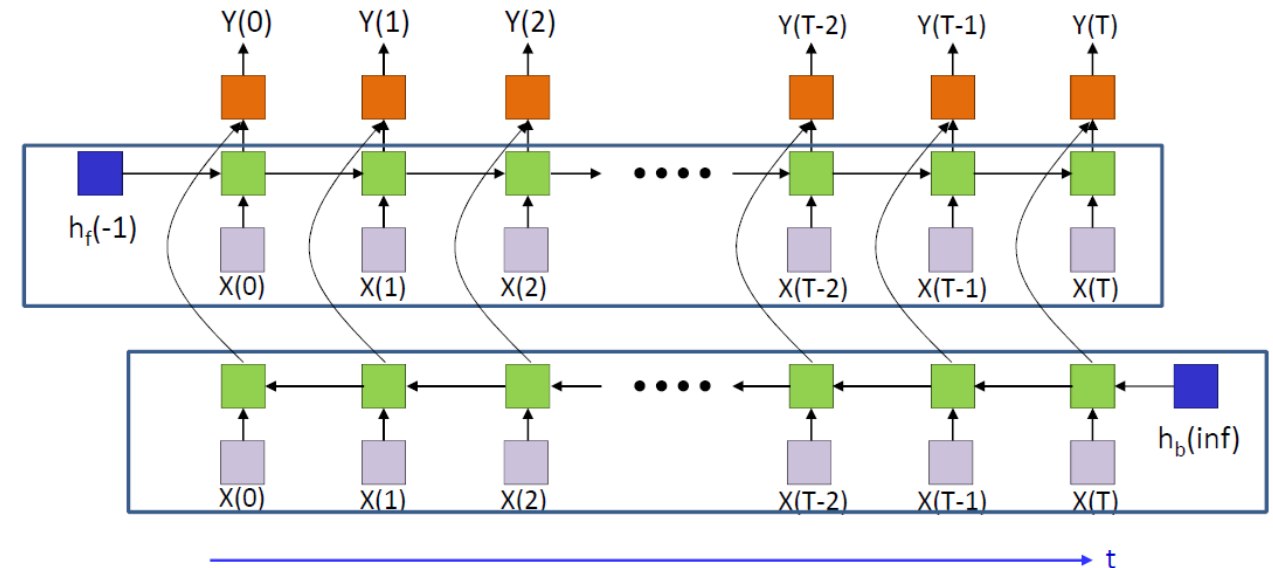 Y(0) Y(1) Y(2) Y(T-2) Y(T-1) Y(T)
h_f(-1)
X(0) X(1) X(2) X(T-2) X(T-1) X(T)
h_b(inf)
X(0) X(1) X(2) X(T-2) X(T-1) X(T)
t